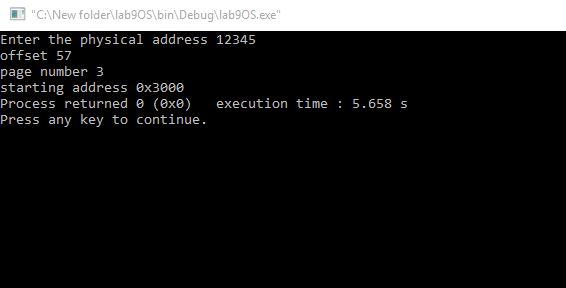 "C:\New folder\lab9OS\bin\Debug\lab9OS.exe"
Enter the physical address 12345
offset 57
page number 3
starting address 0x3000
Process returned 0 (0x0)   execution time : 5.658 s
Press any key to continue.